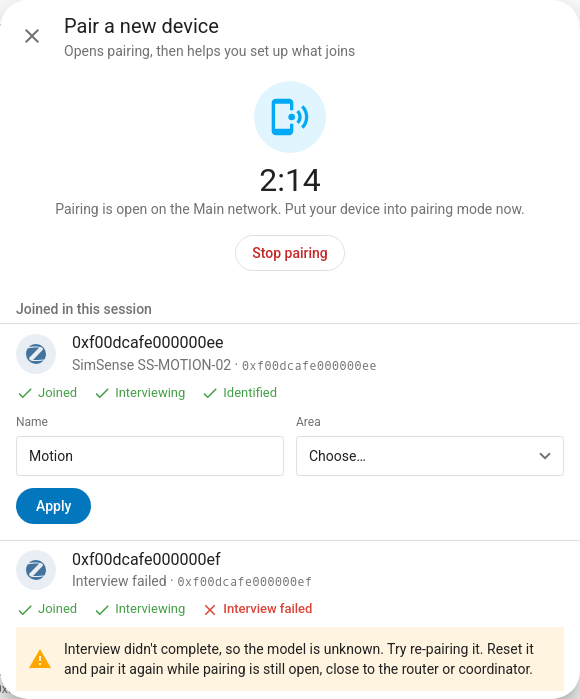 Pair a new device
Opens pairing, then helps you set up what joins
2:14
Pairing is open on the Main network. Put your device into pairing mode now.
Stop pairing
Joined in this session
0xf00dcafe000000ee
SimSense SS-MOTION-02 · 0xf00dcafe000000ee
Joined Interviewing Identified
Name Area
Motion Choose...
Apply
0xf00dcafe000000ef
Interview failed · 0xf00dcafe000000ef
Joined Interviewing Interview failed
Interview didn't complete, so the model is unknown. Try re-pairing it. Reset it
and pair it again while pairing is still open, close to the router or coordinator.